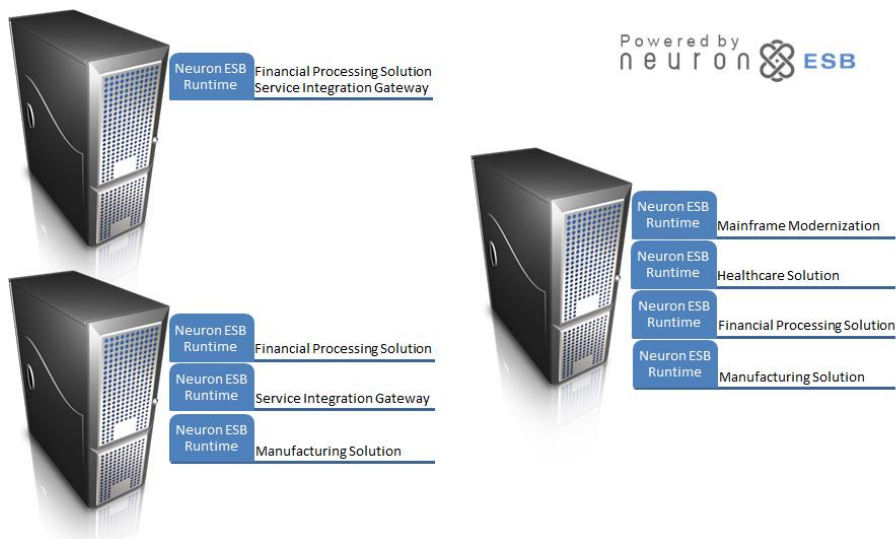 Neuron ESB
Runtime
Financial Processing Solution
Service Integration Gateway
Powered by
neuron ESB
Neuron ESB
Runtime
Financial Processing Solution
Neuron ESB
Runtime
Service Integration Gateway
Neuron ESB
Runtime
Manufacturing Solution
Neuron ESB
Runtime
Mainframe Modernization
Neuron ESB
Runtime
Healthcare Solution
Neuron ESB
Runtime
Financial Processing Solution
Neuron ESB
Runtime
Manufacturing Solution